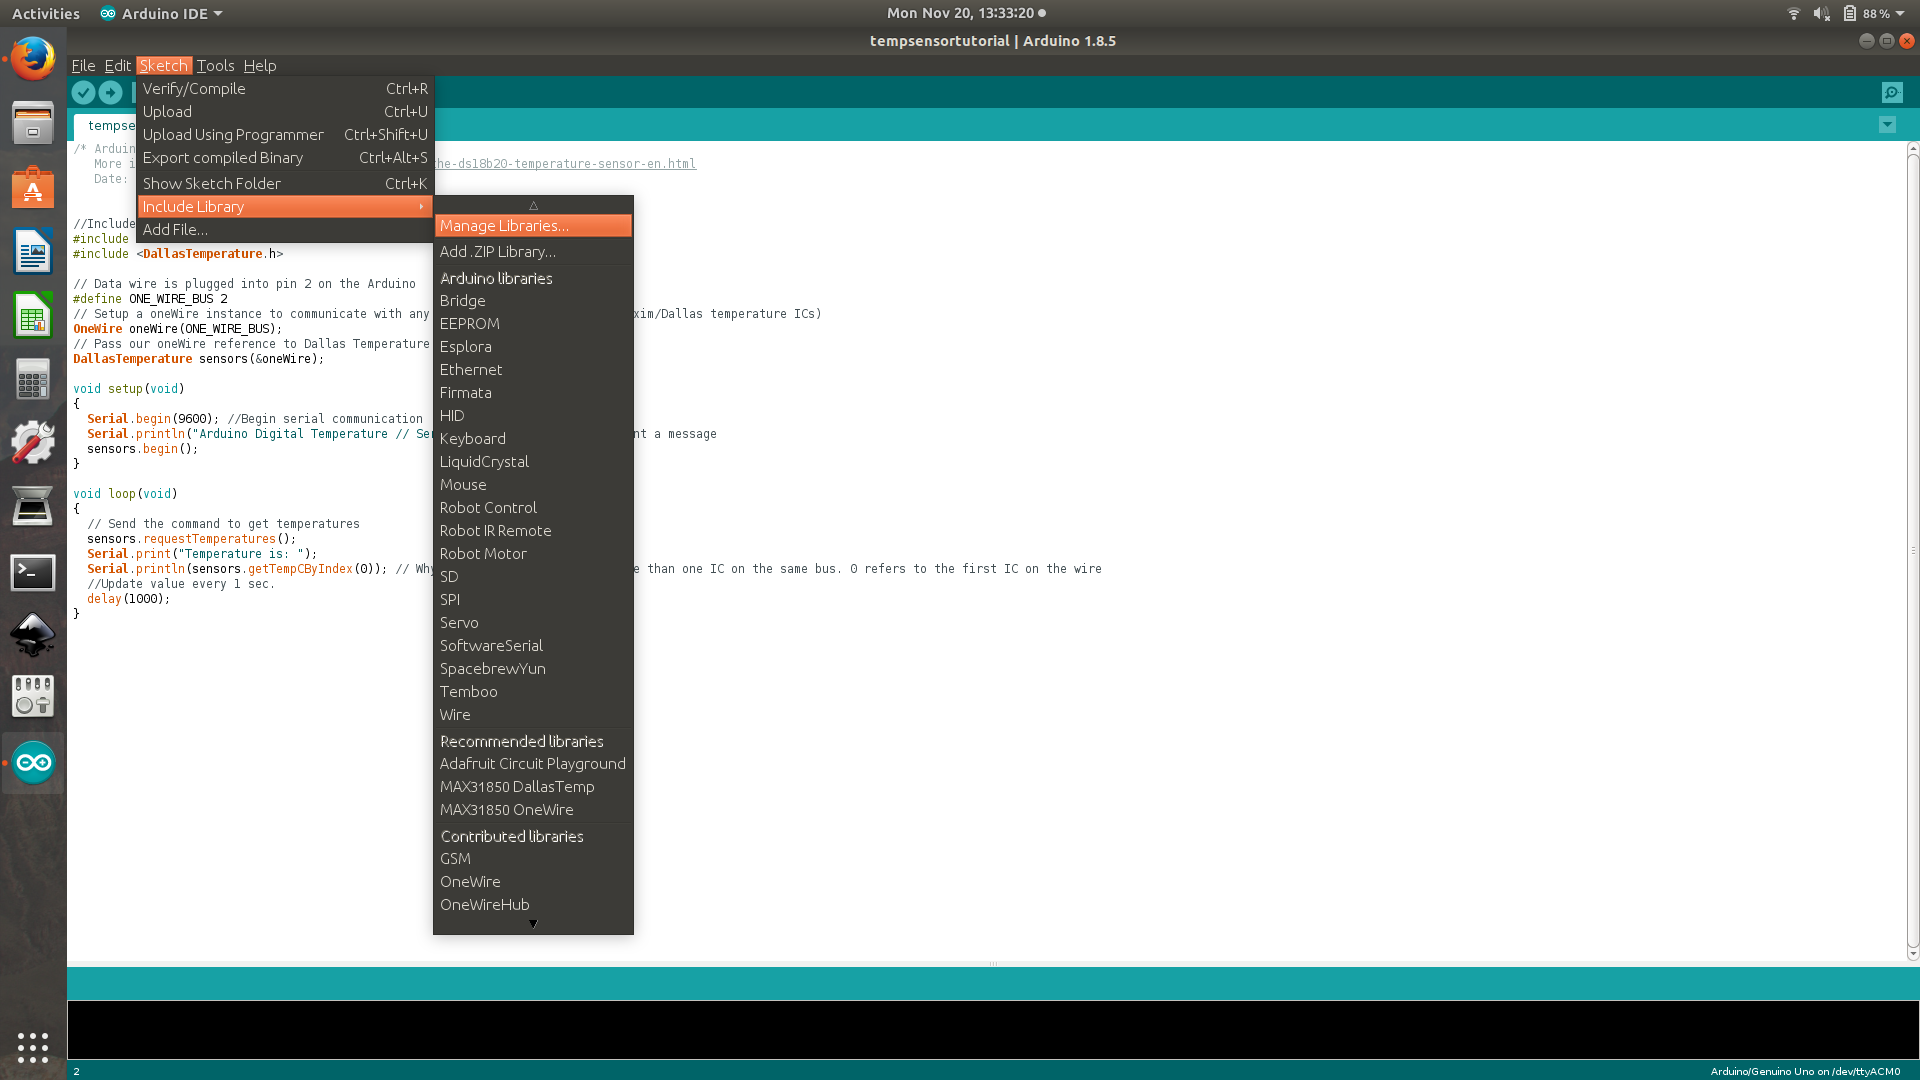 Activities Arduino IDE Mon Nov 20, 13:33:20 88 %
tempsensortutorial | Arduino 1.8.5
File Edit Sketch Tools Help
Verify/Compile Ctrl+R
Upload Ctrl+U
Upload Using Programmer Ctrl+Shift+U
Export compiled Binary Ctrl+Alt+S
Show Sketch Folder Ctrl+K
Include Library
Add File...
Manage Libraries...
Add .ZIP Library...
Arduino libraries
Bridge
EEPROM
Esplora
Ethernet
Firmata
HID
Keyboard
LiquidCrystal
Mouse
Robot Control
Robot IR Remote
Robot Motor
SD
SPI
Servo
SoftwareSerial
SpacebrewYun
Temboo
Wire
Recommended libraries
Adafruit Circuit Playground
MAX31850 DallasTemp
MAX31850 OneWire
Contributed libraries
GSM
OneWire
OneWireHub
tempse
/* Arduin
More i he-ds18b20-temperature-sensor-en.html
Date:
//Include
#include
#include <DallasTemperature.h>
// Data wire is plugged into pin 2 on the Arduino
#define ONE_WIRE_BUS 2
// Setup a oneWire instance to communicate with any xim/Dallas temperature ICs)
OneWire oneWire(ONE_WIRE_BUS);
// Pass our oneWire reference to Dallas Temperature
DallasTemperature sensors(&oneWire);
void setup(void)
{
Serial.begin(9600); //Begin serial communication
Serial.println("Arduino Digital Temperature // Ser nt a message
sensors.begin();
}
void loop(void)
{
// Send the command to get temperatures
sensors.requestTemperatures();
Serial.print("Temperature is: ");
Serial.println(sensors.getTempCByIndex(0)); // Why e than one IC on the same bus. 0 refers to the first IC on the wire
//Update value every 1 sec.
delay(1000);
}
2 Arduino/Genuino Uno on /dev/ttyACM0